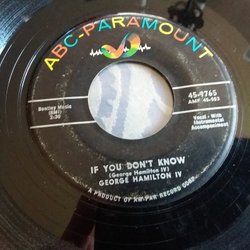 ABC-PARAMOUNT
45-9765
AMP 45-983
Bentley Music
(BMI)
2:30
Vocal - With
Instrumental
Accompaniment
IF YOU DON'T KNOW
(George Hamilton IV)
GEORGE HAMILTON IV
A PRODUCT OF AM-PAR RECORD CORP.